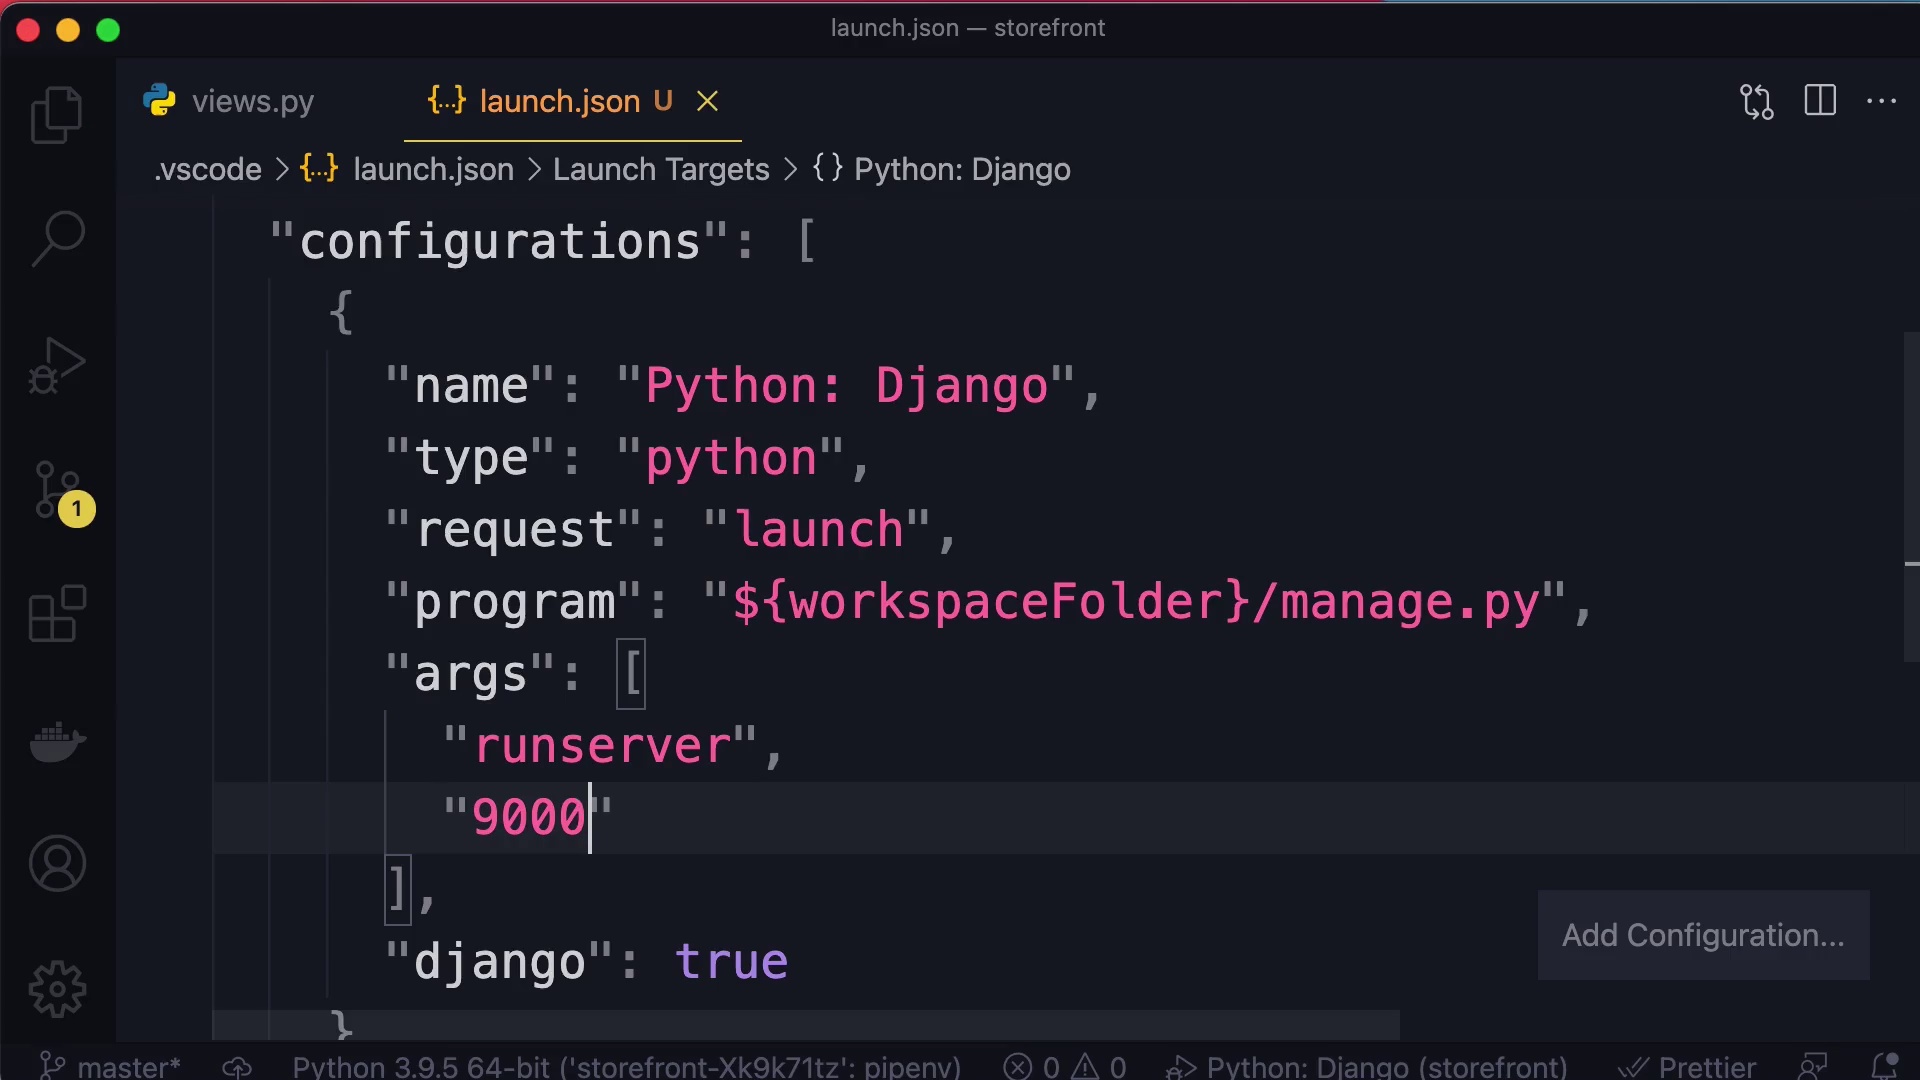 launch.json — storefront
views.py
{...} launch.json U
.vscode > {...} launch.json > Launch Targets > {} Python: Django
"configurations": [
{
"name": "Python: Django",
"type": "python",
"request": "launch",
"program": "${workspaceFolder}/manage.py",
"args": [
"runserver",
"9000"
],
"django": true
}
1
Add Configuration...
master* Python 3.9.5 64-bit ('storefront-Xk9k71tz': pipenv) 0 0 Python: Django (storefront) Prettier